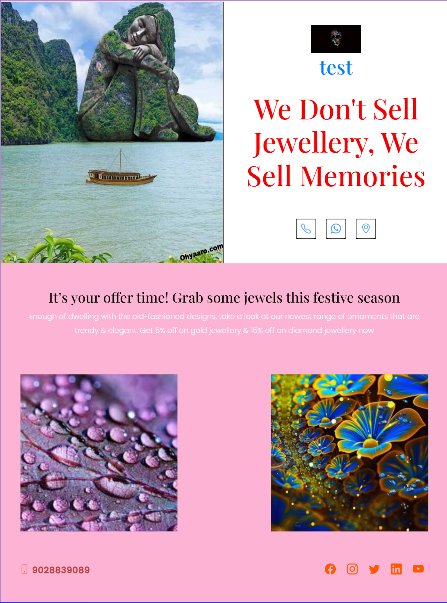 test
We Don't Sell
Jewellery, We
Sell Memories
Ohyaaro.com
It's your offer time! Grab some jewels this festive season
Enough of dwelling with the old-fashioned designs, take a look at our newest range of ornaments that are
trendy & elegant. Get 5% off on gold jewellery & 15% off on diamond jewellery now
9028839089